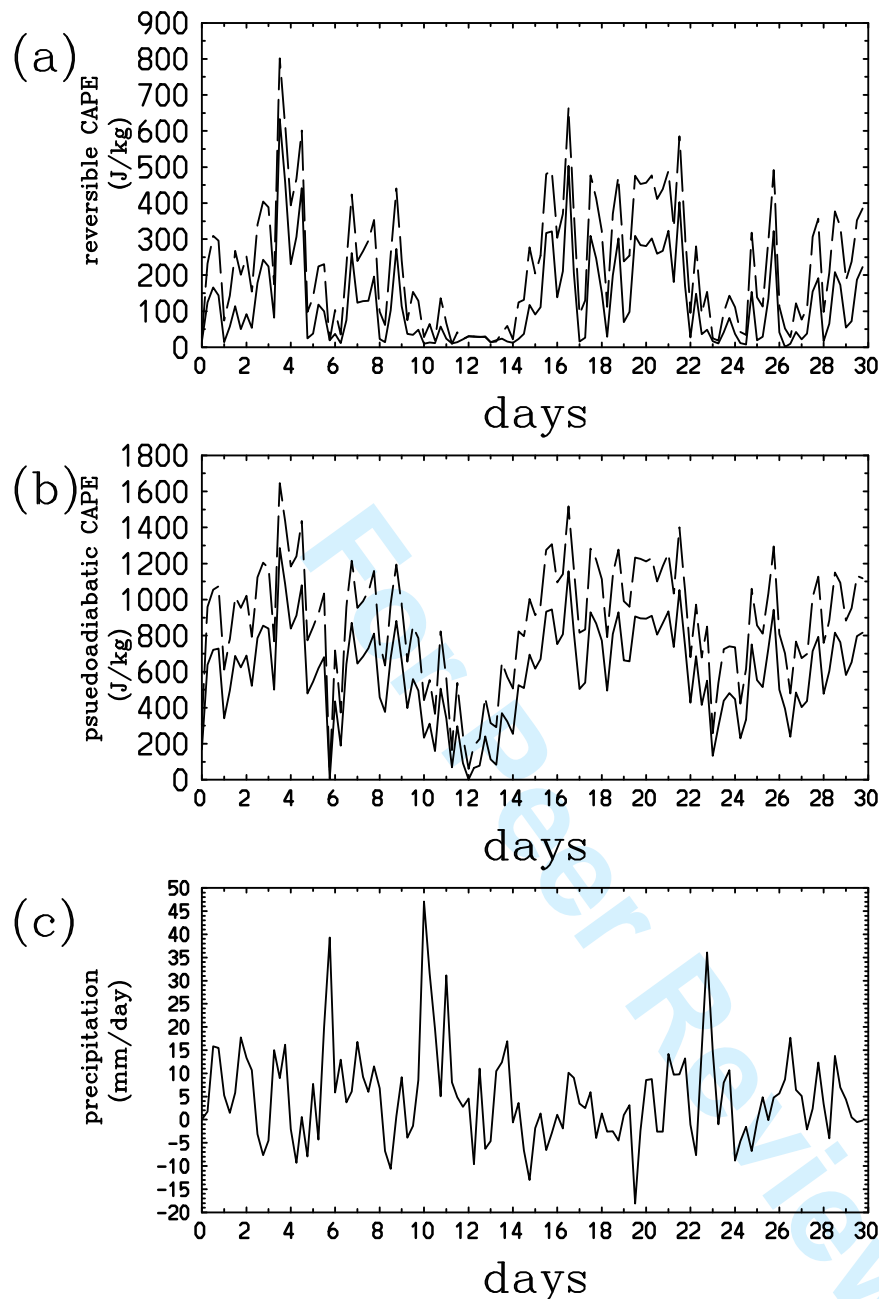 (a)
reversible CAPE
(J/kg)
900
800
700
600
500
400
300
200
100
0
0 2 4 6 8 10 12 14 16 18 20 22 24 26 28 30
days
(b)
psuedoadiabatic CAPE
(J/kg)
1800
1600
1400
1200
1000
800
600
400
200
0
0 2 4 6 8 10 12 14 16 18 20 22 24 26 28 30
days
(c)
precipitation
(mm/day)
50
45
40
35
30
25
20
15
10
5
0
-5
-10
-15
-20
0 2 4 6 8 10 12 14 16 18 20 22 24 26 28 30
days
For Peer Review